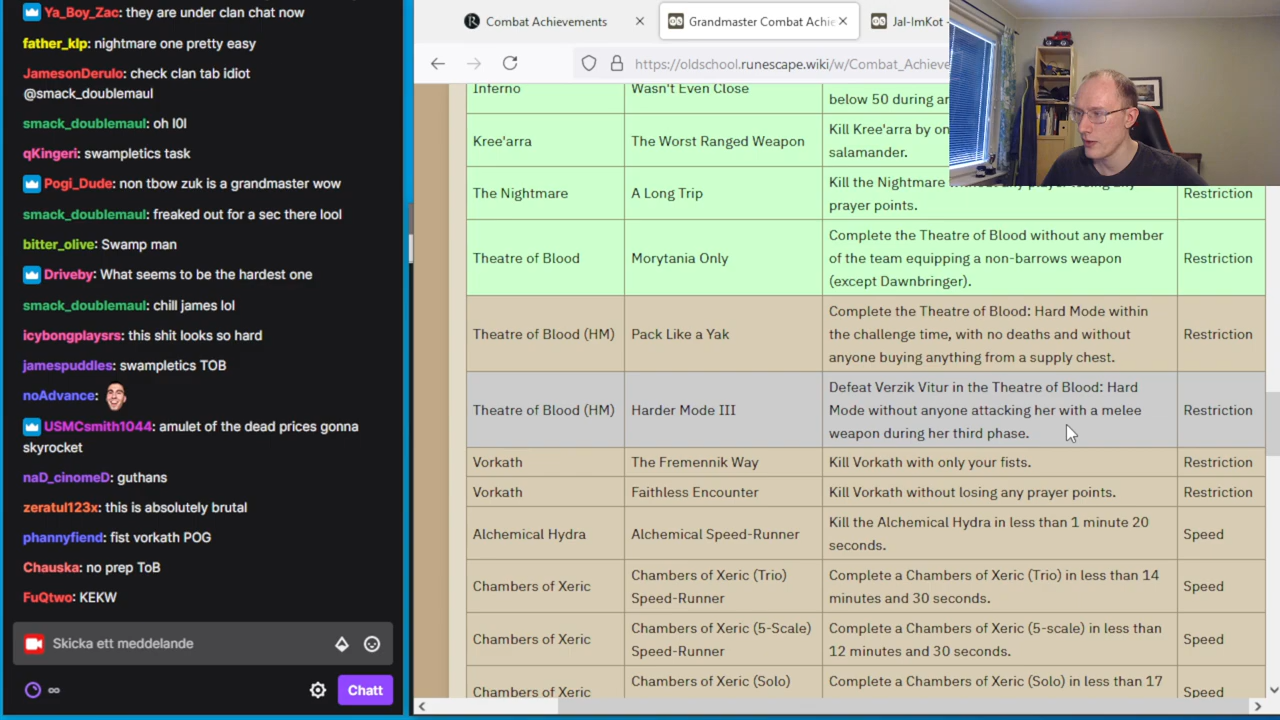 Ya_Boy_Zac: they are under clan chat now
father_klp: nightmare one pretty easy
JamesonDerulo: check clan tab idiot
@smack_doublemaul
smack_doublemaul: oh l0l
qKingeri: swampletics task
Pogi_Dude: non tbow zuk is a grandmaster wow
smack_doublemaul: freaked out for a sec there lool
bitter_olive: Swamp man
Driveby: What seems to be the hardest one
smack_doublemaul: chill james lol
icybongplaysrs: this shit looks so hard
jamespuddles: swampletics TOB
noAdvance:
USMCsmith1044: amulet of the dead prices gonna
skyrocket
naD_cinomeD: guthans
zeratul123x: this is absolutely brutal
phannyfiend: fist vorkath POG
Chauska: no prep ToB
FuQtwo: KEKW
Skicka ett meddelande
∞
Chatt
Combat Achievements
Grandmaster Combat Achie
Jal-ImKot
https://oldschool.runescape.wiki/w/Combat_Achieve
Inferno
Wasn't Even Close
below 50 during
Kree'arra
The Worst Ranged Weapon
Kill Kree'arra by
salamander.
The Nightmare
A Long Trip
Kill the Nightmare without any player losing any
prayer points.
Restriction
Theatre of Blood
Morytania Only
Complete the Theatre of Blood without any member
of the team equipping a non-barrows weapon
(except Dawnbringer).
Restriction
Theatre of Blood (HM)
Pack Like a Yak
Complete the Theatre of Blood: Hard Mode within
the challenge time, with no deaths and without
anyone buying anything from a supply chest.
Restriction
Theatre of Blood (HM)
Harder Mode III
Defeat Verzik Vitur in the Theatre of Blood: Hard
Mode without anyone attacking her with a melee
weapon during her third phase.
Restriction
Vorkath
The Fremennik Way
Kill Vorkath with only your fists.
Restriction
Vorkath
Faithless Encounter
Kill Vorkath without losing any prayer points.
Restriction
Alchemical Hydra
Alchemical Speed-Runner
Kill the Alchemical Hydra in less than 1 minute 20
seconds.
Speed
Chambers of Xeric
Chambers of Xeric (Trio)
Speed-Runner
Complete a Chambers of Xeric (Trio) in less than 14
minutes and 30 seconds.
Speed
Chambers of Xeric
Chambers of Xeric (5-Scale)
Speed-Runner
Complete a Chambers of Xeric (5-scale) in less than
12 minutes and 30 seconds.
Speed
Chambers of Xeric
Chambers of Xeric (Solo)
Complete a Chambers of Xeric (Solo) in less than 17
Speed